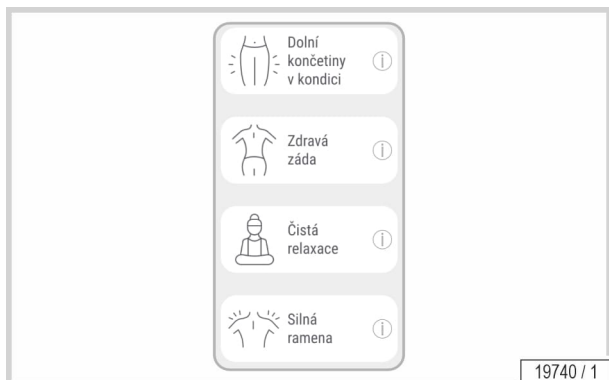 Dolní
končetiny
v kondici
Zdravá
záda
Čistá
relaxace
Silná
ramena
19740 / 1